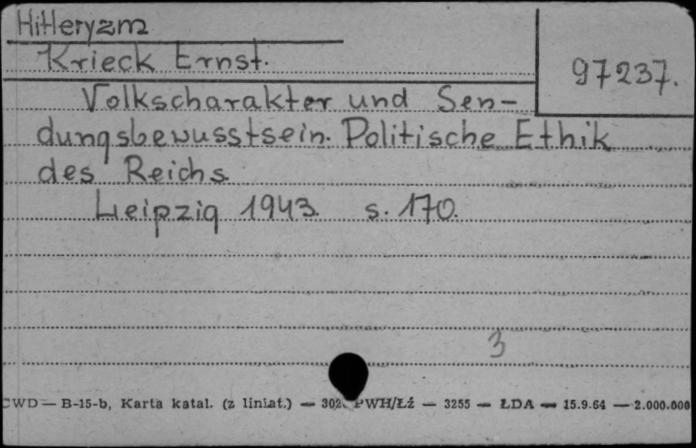 Hitleryzm
Krieck Ernst.
97237.
Volkscharakter und Sen-
dungsbewusstsein. Politische Ethik
des Reichs
Leipzig 1943. s. 170.
3
CWD — B-15-b, Karta katal. (z liniat.) — PWH/Łź — 3255 — ŁDA — 15.9.64 — 2.000.000